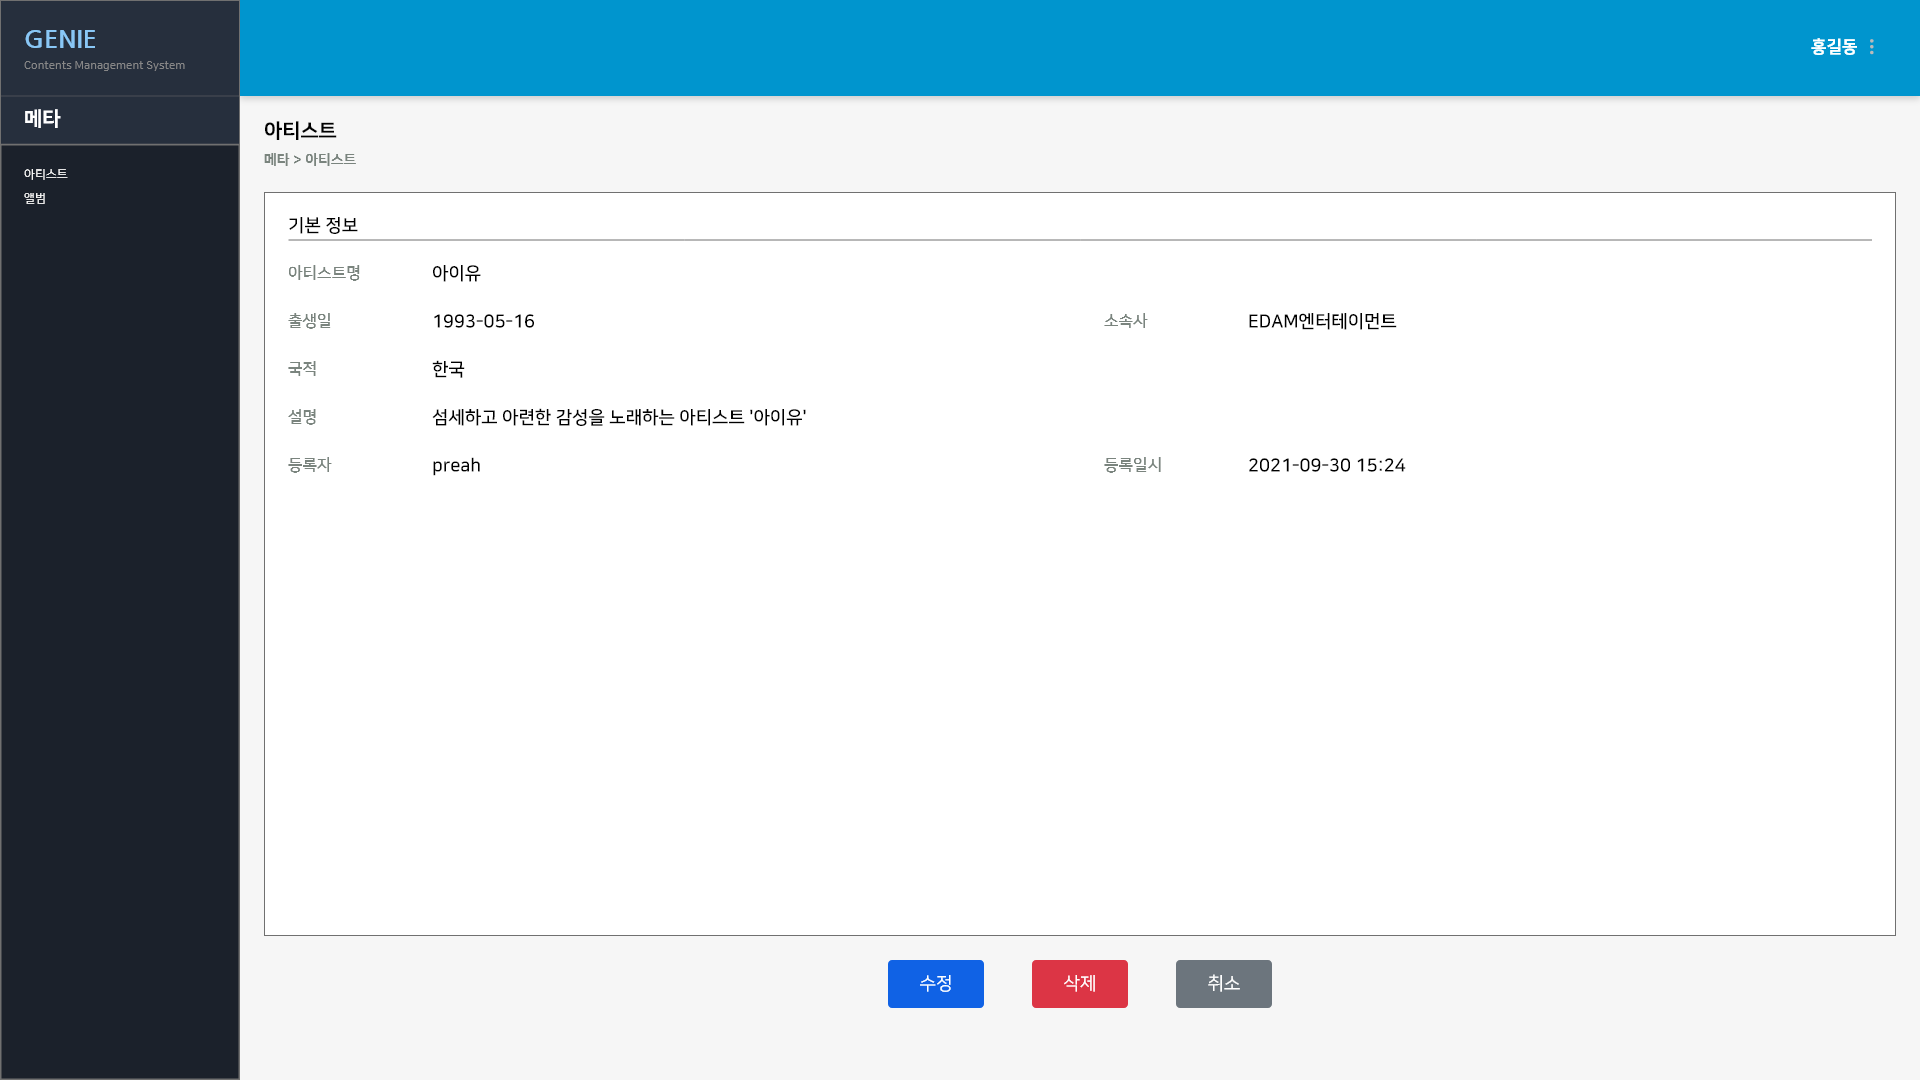 GENIE
Contents Management System
홍길동
메타
아티스트
앨범
아티스트
메타 > 아티스트
기본 정보
아티스트명 아이유
출생일 1993-05-16 소속사 EDAM엔터테이먼트
국적 한국
설명 섬세하고 아련한 감성을 노래하는 아티스트 '아이유'
등록자 preah 등록일시 2021-09-30 15:24
수정 삭제 취소